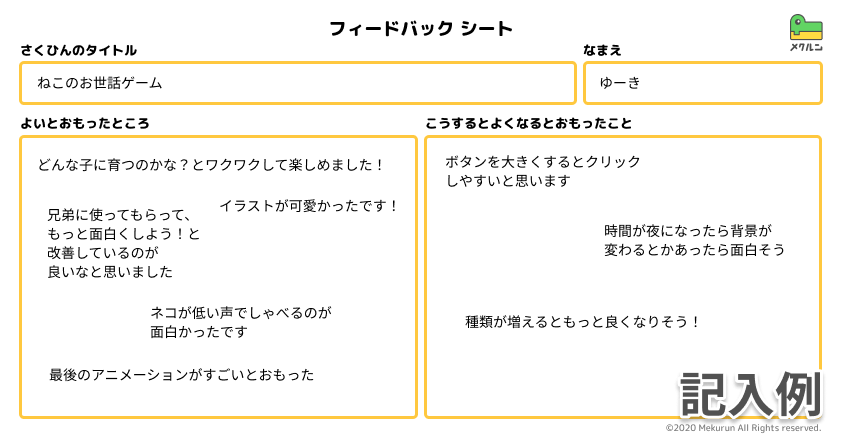 フィードバック シート
メクルン
さくひんのタイトル
なまえ
ねこのお世話ゲーム
ゆーき
よいとおもったところ
こうするとよくなるとおもったこと
どんな子に育つのかな？とワクワクして楽しめました！
イラストが可愛かったです！
兄弟に使ってもらって、
もっと面白くしよう！と
改善しているのが
良いなと思いました
ネコが低い声でしゃべるのが
面白かったです
最後のアニメーションがすごいとおもった
ボタンを大きくするとクリック
しやすいと思います
時間が夜になったら背景が
変わるとかあったら面白そう
種類が増えるともっと良くなりそう！
記入例
©2020 Mekurun All Rights reserved.